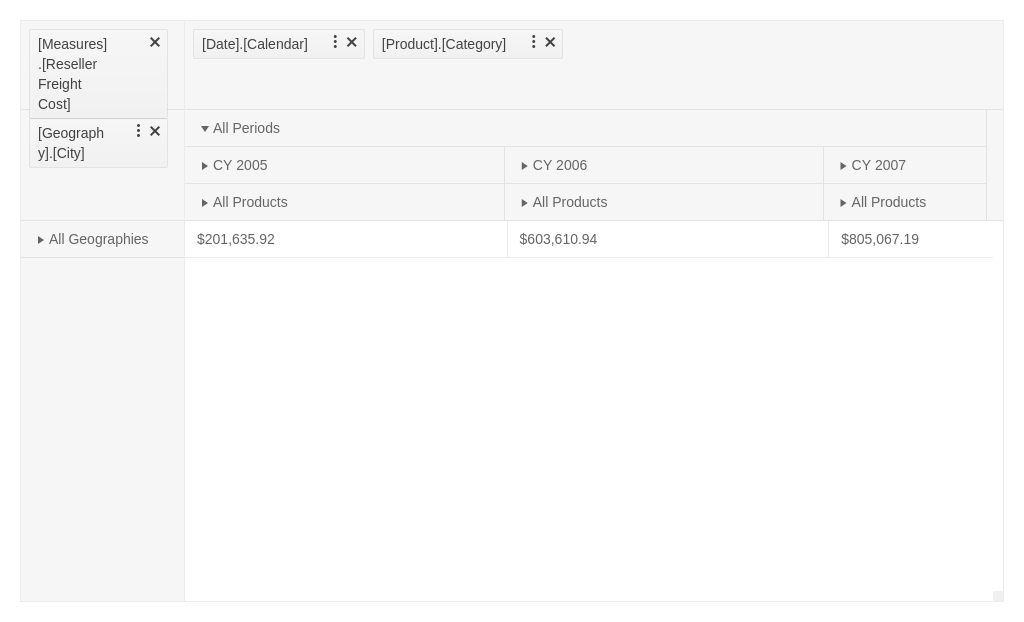 [Measures]
.[Reseller
Freight
Cost]
[Date].[Calendar]
[Product].[Category]
[Geograph
y].[City]
All Periods
CY 2005
CY 2006
CY 2007
All Products
All Products
All Products
All Geographies
$201,635.92
$603,610.94
$805,067.19